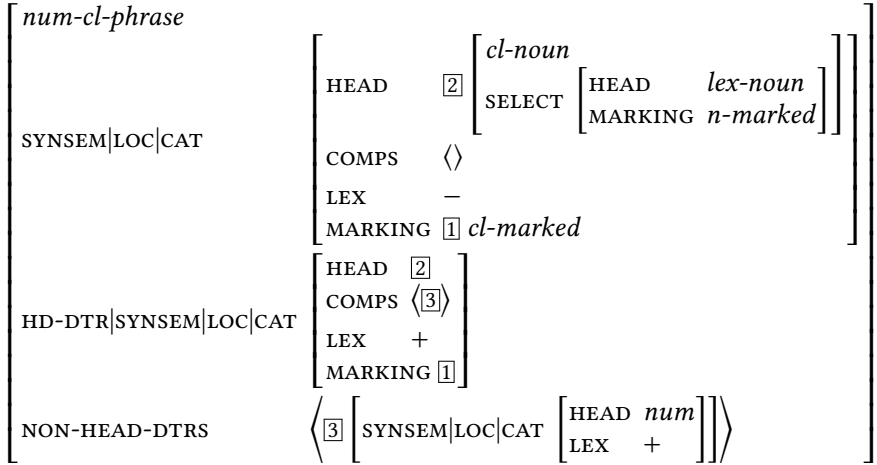 num-cl-phrase
SYNSEM|LOC|CAT
HEAD 2 cl-noun
SELECT HEAD lex-noun
MARKING n-marked
COMPS ⟨⟩
LEX −
MARKING 1 cl-marked
HD-DTR|SYNSEM|LOC|CAT
HEAD 2
COMPS ⟨3⟩
LEX +
MARKING 1
NON-HEAD-DTRS ⟨3 SYNSEM|LOC|CAT HEAD num
LEX +⟩